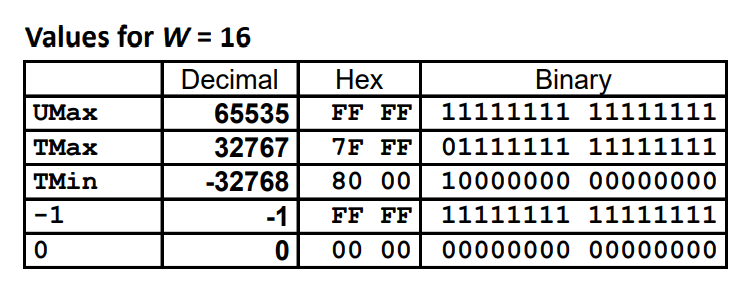 Values for W = 16
Decimal Hex Binary
UMax 65535 FF FF 11111111 11111111
TMax 32767 7F FF 01111111 11111111
TMin -32768 80 00 10000000 00000000
-1 -1 FF FF 11111111 11111111
0 0 00 00 00000000 00000000